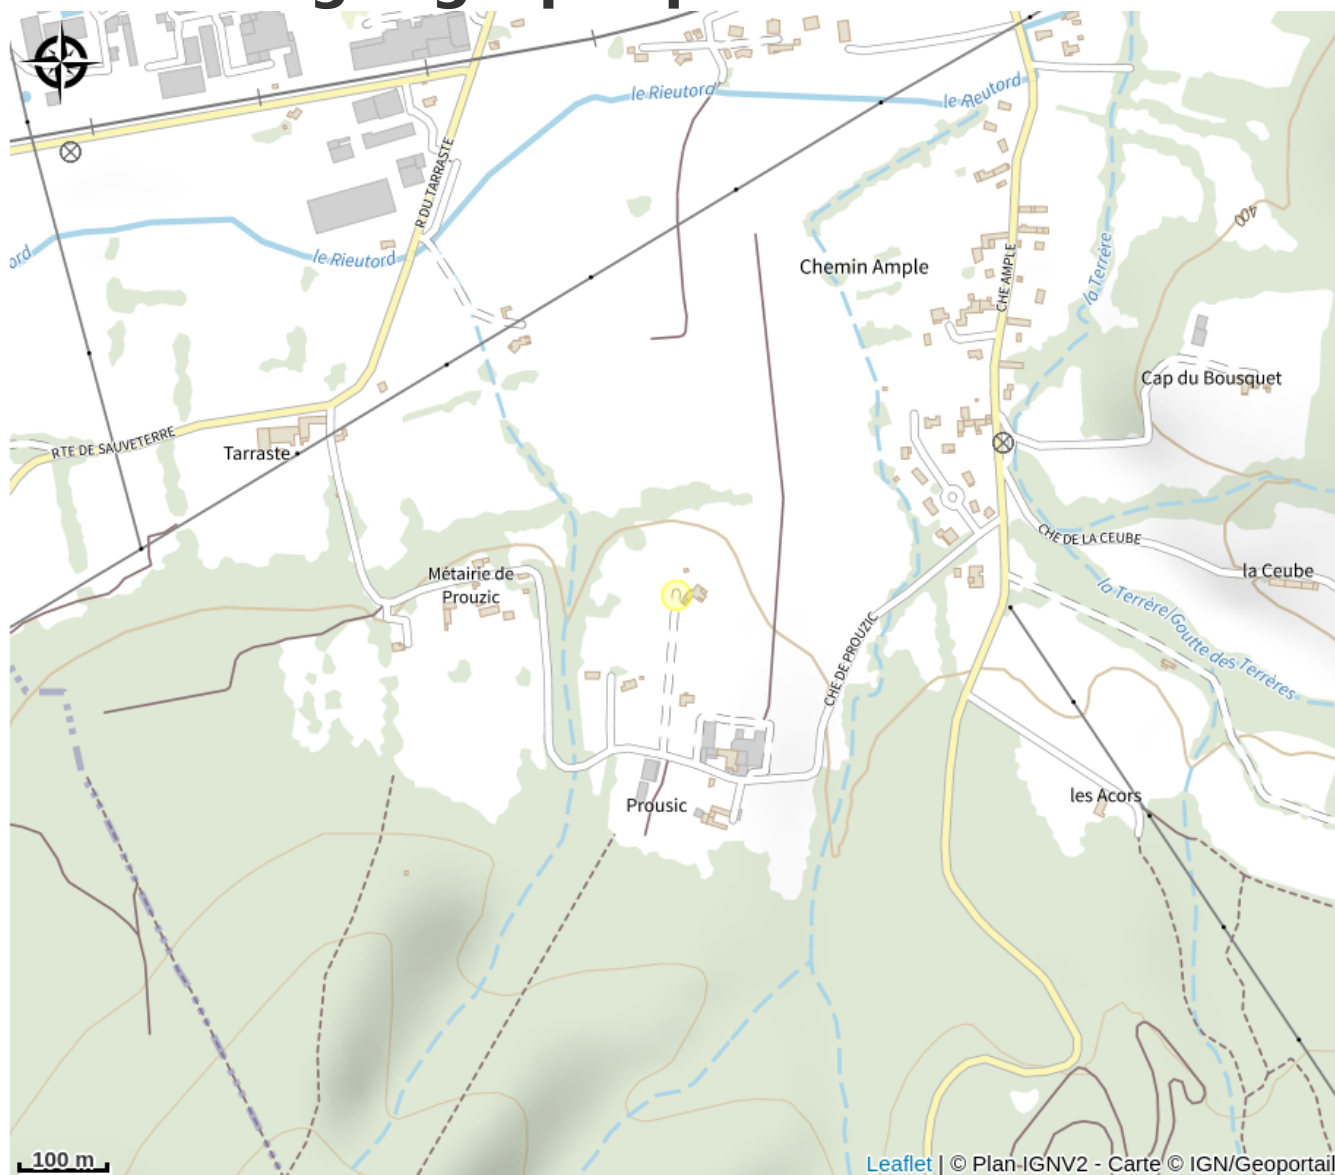 le Rieutord
le Rieutord
R DU TARRASTE
le Rieutord
ord
Chemin Ample
CHE AMPLE
la Terrère
400
Cap du Bousquet
RTE DE SAUVETERRE
Tarraste
CHE DE LA CEUBE
la Ceube
Métairie de
Prouzic
la Terrère/Goutte des Terrères
CHE DE PROUZIC
les Acors
Prousic
100 m
Leaflet | © Plan IGNV2 - Carte © IGN/Geoportail